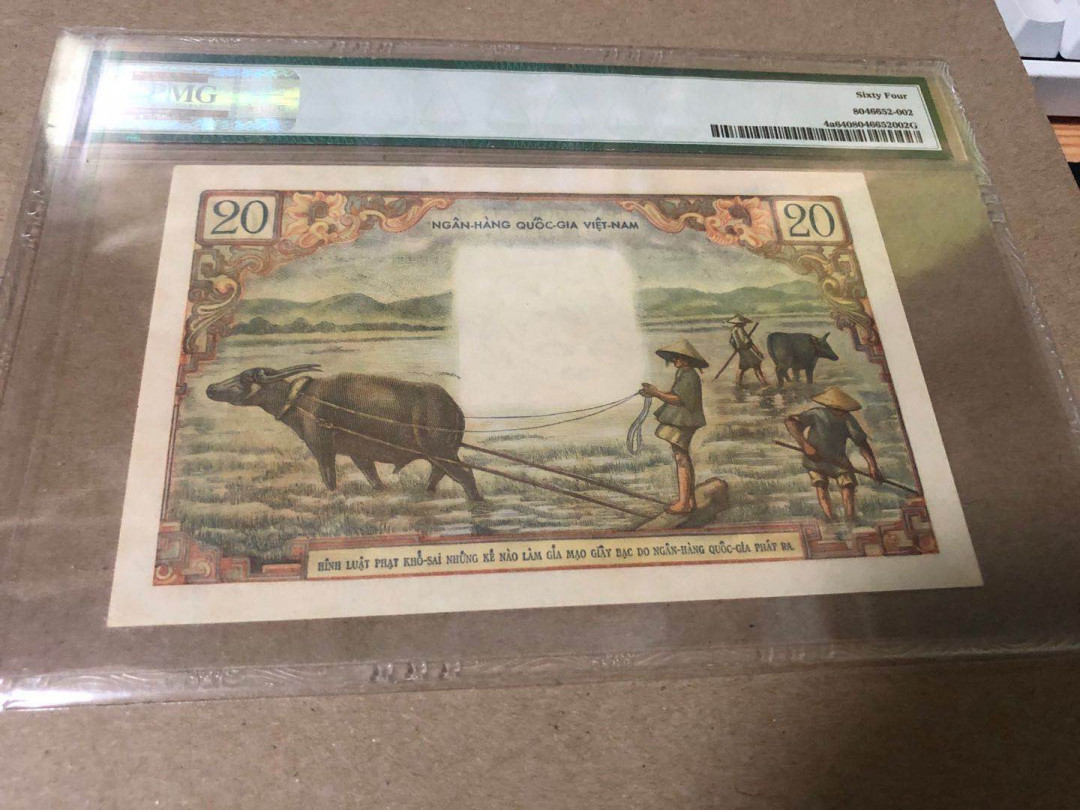 PMG
Sixty Four
8046652-002
4a6408046652002G
20
NGÂN-HÀNG QUỐC-GIA VIỆT-NAM
20
HÌNH LUẬT PHẠT KHỔ-SAI NHỮNG KẺ NÀO LÀM GIẢ MẠO GIẤY BẠC DO NGÂN-HÀNG QUỐC-GIA PHÁT RA.